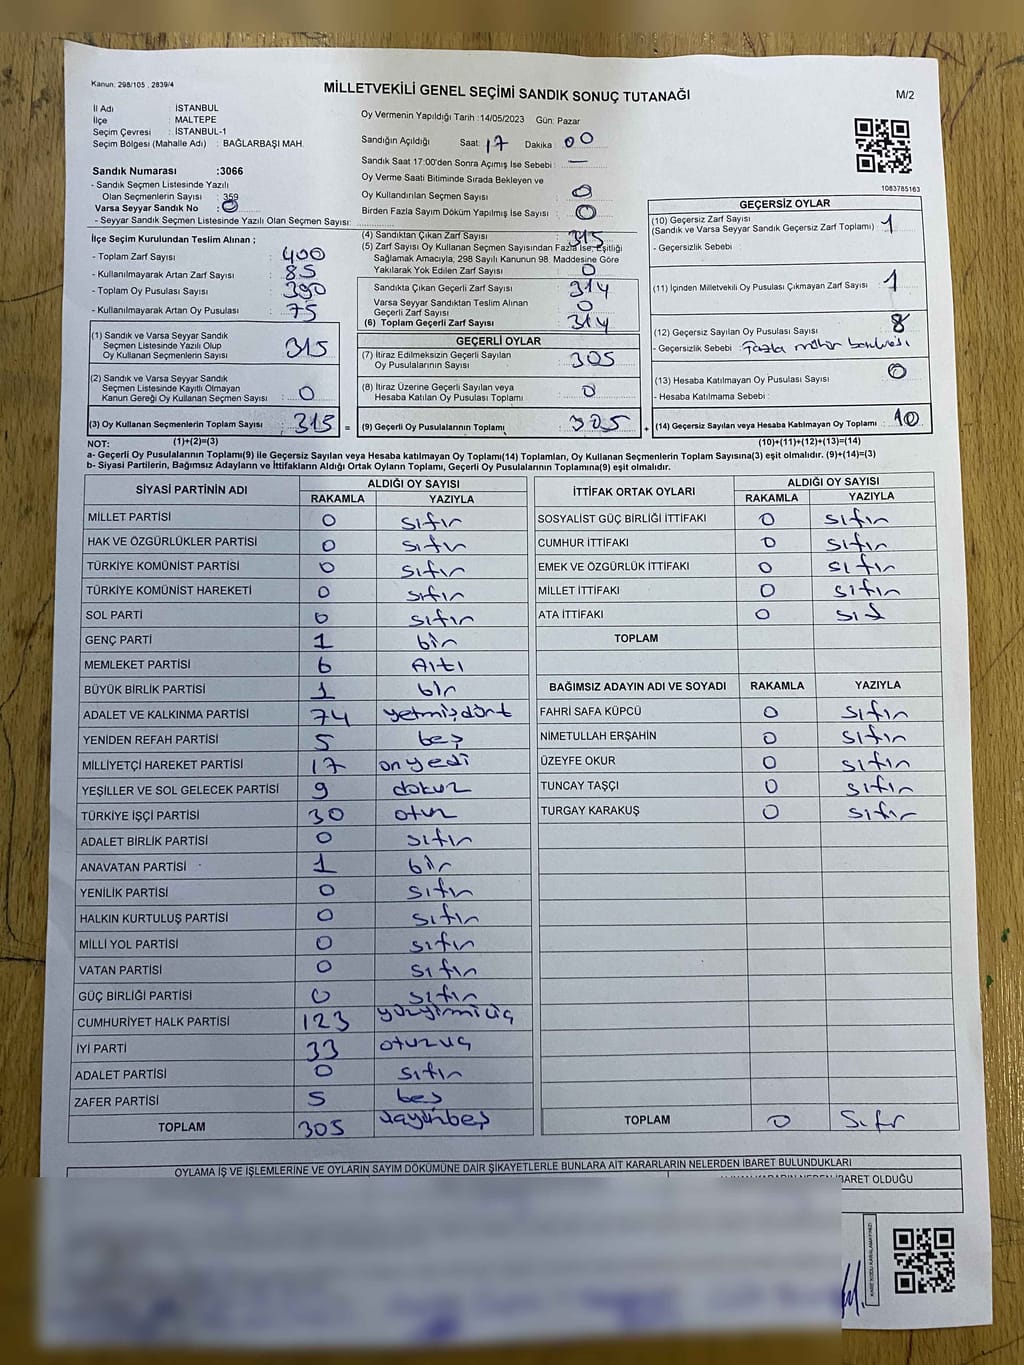 Kanun. 298/105 . 2839/4
MİLLETVEKİLİ GENEL SEÇİMİ SANDIK SONUÇ TUTANAĞI
M/2
İl Adı : İSTANBUL
İlçe : MALTEPE
Seçim Çevresi : İSTANBUL-1
Seçim Bölgesi (Mahalle Adı) : BAĞLARBAŞI MAH.
Sandık Numarası :3066
- Sandık Seçmen Listesinde Yazılı
Olan Seçmenlerin Sayısı : 359
Varsa Seyyar Sandık No : 0
- Seyyar Sandık Seçmen Listesinde Yazılı Olan Seçmen Sayısı:
Oy Vermenin Yapıldığı Tarih :14/05/2023 Gün: Pazar
Sandığın Açıldığı Saat: 17 Dakika : 00
Sandık Saat 17:00'den Sonra Açımış İse Sebebi : —
Oy Verme Saati Bitiminde Sırada Bekleyen ve
Oy Kullandırılan Seçmen Sayısı : 0
Birden Fazla Sayım Döküm Yapılmış İse Sayısı : 0
1083785163
İlçe Seçim Kurulundan Teslim Alınan ;
- Toplam Zarf Sayısı : 400
- Kullanılmayarak Artan Zarf Sayısı : 85
- Toplam Oy Pusulası Sayısı : 390
- Kullanılmayarak Artan Oy Pusulası : 75
(1) Sandık ve Varsa Seyyar Sandık
Seçmen Listesinde Yazılı Olup
Oy Kullanan Seçmenlerin Sayısı : 315
(2) Sandık ve Varsa Seyyar Sandık
Seçmen Listesinde Kayıtlı Olmayan
Kanun Gereği Oy Kullanan Seçmen Sayısı : 0
(3) Oy Kullanan Seçmenlerin Toplam Sayısı : 315 =
(4) Sandıktan Çıkan Zarf Sayısı : 315
(5) Zarf Sayısı Oy Kullanan Seçmen Sayısından Fazla İse, Eşitliği
Sağlamak Amacıyla, 298 Sayılı Kanunun 98. Maddesine Göre
Yakılarak Yok Edilen Zarf Sayısı : 0
Sandıkta Çıkan Geçerli Zarf Sayısı : 314
Varsa Seyyar Sandıktan Teslim Alınan
Geçerli Zarf Sayısı : 0
(6) Toplam Geçerli Zarf Sayısı : 314
GEÇERLİ OYLAR
(7) İtiraz Edilmeksizin Geçerli Sayılan
Oy Pusulalarının Sayısı : 305
(8) İtiraz Üzerine Geçerli Sayılan veya
Hesaba Katılan Oy Pusulası Toplamı : 0
(9) Geçerli Oy Pusulalarının Toplamı : 305 +
GEÇERSİZ OYLAR
(10) Geçersiz Zarf Sayısı
(Sandık ve Varsa Seyyar Sandık Geçersiz Zarf Toplamı) : 1
- Geçersizlik Sebebi :
(11) İçinden Milletvekili Oy Pusulası Çıkmayan Zarf Sayısı : 1
(12) Geçersiz Sayılan Oy Pusulası Sayısı : 8
- Geçersizlik Sebebi : Fazla mühür
(13) Hesaba Katılmayan Oy Pusulası Sayısı : 0
- Hesaba Katılmama Sebebi :
(14) Geçersiz Sayılan veya Hesaba Katılmayan Oy Toplamı : 10
NOT: (1)+(2)=(3) (10)+(11)+(12)+(13)=(14)
a- Geçerli Oy Pusulalarının Toplamı(9) ile Geçersiz Sayılan veya Hesaba katılmayan Oy Toplamı(14) Toplamları, Oy Kullanan Seçmenlerin Toplam Sayısına(3) eşit olmalıdır. (9)+(14)=(3)
b- Siyasi Partilerin, Bağımsız Adayların ve İttifakların Aldığı Ortak Oyların Toplamı, Geçerli Oy Pusulalarının Toplamına(9) eşit olmalıdır.
SİYASİ PARTİNİN ADI ALDIĞI OY SAYISI
RAKAMLA YAZIYLA
MİLLET PARTİSİ 0 sıfır
HAK VE ÖZGÜRLÜKLER PARTİSİ 0 sıfır
TÜRKİYE KOMÜNİST PARTİSİ 0 sıfır
TÜRKİYE KOMÜNİST HAREKETİ 0 sıfır
SOL PARTİ 0 sıfır
GENÇ PARTİ 1 bir
MEMLEKET PARTİSİ 6 Altı
BÜYÜK BİRLİK PARTİSİ 1 bir
ADALET VE KALKINMA PARTİSİ 74 yetmişdört
YENİDEN REFAH PARTİSİ 5 beş
MİLLİYETÇİ HAREKET PARTİSİ 17 onyedi
YEŞİLLER VE SOL GELECEK PARTİSİ 9 dokuz
TÜRKİYE İŞÇİ PARTİSİ 30 otuz
ADALET BİRLİK PARTİSİ 0 sıfır
ANAVATAN PARTİSİ 1 bir
YENİLİK PARTİSİ 0 sıfır
HALKIN KURTULUŞ PARTİSİ 0 sıfır
MİLLİ YOL PARTİSİ 0 sıfır
VATAN PARTİSİ 0 sıfır
GÜÇ BİRLİĞİ PARTİSİ 0 sıfır
CUMHURİYET HALK PARTİSİ 123 yüzyirmiüç
İYİ PARTİ 33 otuzüç
ADALET PARTİSİ 0 sıfır
ZAFER PARTİSİ 5 beş
TOPLAM 305 üçyüzbeş
İTTİFAK ORTAK OYLARI ALDIĞI OY SAYISI
RAKAMLA YAZIYLA
SOSYALİST GÜÇ BİRLİĞİ İTTİFAKI 0 sıfır
CUMHUR İTTİFAKI 0 sıfır
EMEK VE ÖZGÜRLÜK İTTİFAKI 0 sıfır
MİLLET İTTİFAKI 0 sıfır
ATA İTTİFAKI 0
TOPLAM
BAĞIMSIZ ADAYIN ADI VE SOYADI RAKAMLA YAZIYLA
FAHRİ SAFA KÜPCÜ 0 sıfır
NİMETULLAH ERŞAHİN 0 sıfır
ÜZEYFE OKUR 0 sıfır
TUNCAY TAŞÇI 0 sıfır
TURGAY KARAKUŞ 0 sıfır
TOPLAM 0 Sıfır
OYLAMA İŞ VE İŞLEMLERİNE VE OYLARIN SAYIM DÖKÜMÜNE DAİR ŞİKAYETLERLE BUNLARA AİT KARARLARIN NELERDEN İBARET BULUNDUKLARI
ALINAN KARARIN NEDEN İBARET OLDUĞU